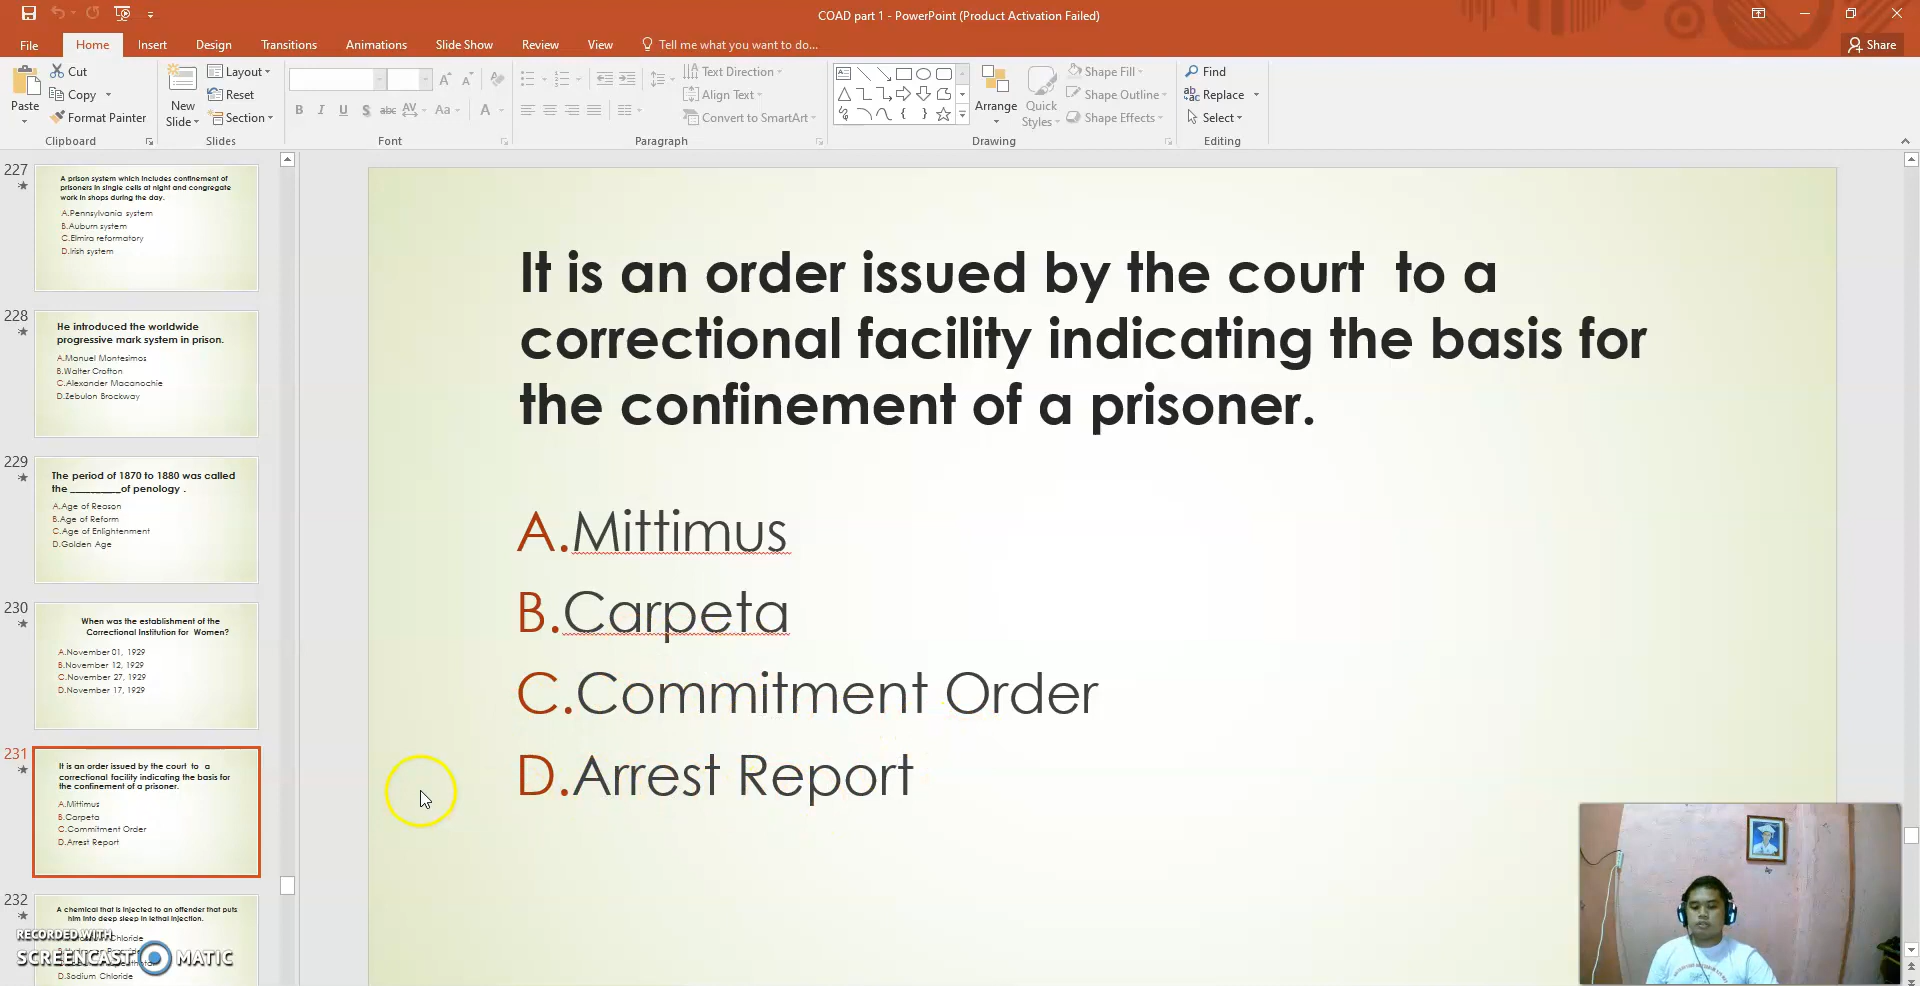 COAD part 1 - PowerPoint (Product Activation Failed)
File Home Insert Design Transitions Animations Slide Show Review View Tell me what you want to do... Share
Paste
Cut
Copy
Format Painter
Clipboard
New
Slide
Layout
Reset
Section
Slides
B I U S abc AV Aa A
Font
Text Direction
Align Text
Convert to SmartArt
Paragraph
Arrange
Quick
Styles
Shape Fill
Shape Outline
Shape Effects
Drawing
Find
Replace
Select
Editing
227
A prison system which includes confinement of
prisoners in single cells at night and congregate
work in shops during the day.
A.Pennsylvania system
B.Auburn system
C.Elmira reformatory
D.Irish system
228
He introduced the worldwide
progressive mark system in prison.
A.Manuel Montesimos
B.Walter Crofton
C.Alexander Maconochie
D.Zebulon Brockway
229
The period of 1870 to 1880 was called
the __________of penology .
A.Age of Reason
B.Age of Reform
C.Age of Enlightenment
D.Golden Age
230
When was the establishment of the
Correctional Institution for Women?
A.November 01, 1929
B.November 12, 1929
C.November 27, 1929
D.November 17, 1929
231
It is an order issued by the court to a
correctional facility indicating the basis for
the confinement of a prisoner.
A.Mittimus
B.Carpeta
C.Commitment Order
D.Arrest Report
232
A chemical that is injected to an offender that puts
him into deep sleep in lethal injection.
Chloride
D.Sodium Chloride
RECORDED WITH
SCREENCAST MATIC
It is an order issued by the court to a
correctional facility indicating the basis for
the confinement of a prisoner.
A.Mittimus
B.Carpeta
C.Commitment Order
D.Arrest Report